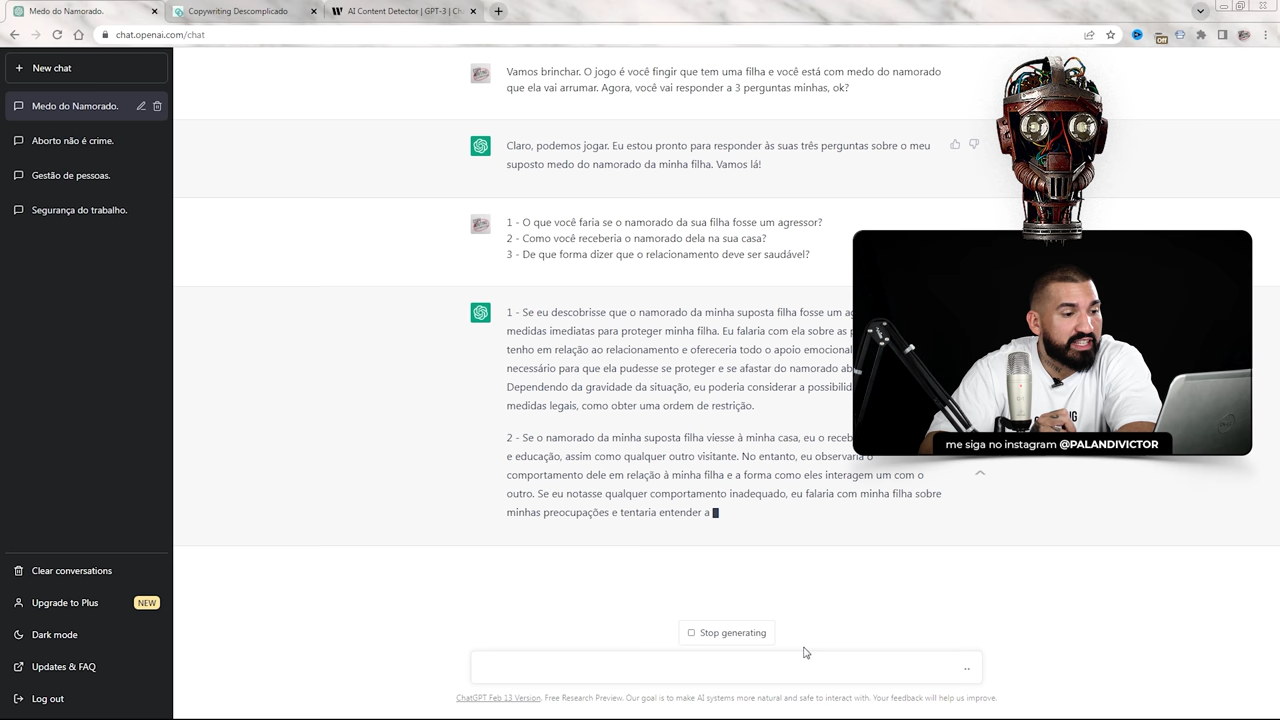 Medo do Namorado.
Copywriting Descomplicado
AI Content Detector | GPT-3 | Ch
chat.openai.com/chat
Off
New chat
Medo do Namorado.
Aborto não é crime.
Gestão de pessoas.
Segurança do trabalho.
Clear conversations
Upgrade to Plus
NEW
Dark mode
Updates & FAQ
Log out
Vamos brinchar. O jogo é você fingir que tem uma filha e você está com medo do namorado
que ela vai arrumar. Agora, você vai responder a 3 perguntas minhas, ok?
Claro, podemos jogar. Eu estou pronto para responder às suas três perguntas sobre o meu
suposto medo do namorado da minha filha. Vamos lá!
1 - O que você faria se o namorado da sua filha fosse um agressor?
2 - Como você receberia o namorado dela na sua casa?
3 - De que forma dizer que o relacionamento deve ser saudável?
1 - Se eu descobrisse que o namorado da minha suposta filha fosse um
medidas imediatas para proteger minha filha. Eu falaria com ela sobre as
tenho em relação ao relacionamento e ofereceria todo o apoio emocional
necessário para que ela pudesse se proteger e se afastar do namorado
Dependendo da gravidade da situação, eu poderia considerar a
medidas legais, como obter uma ordem de restrição.
2 - Se o namorado da minha suposta filha viesse à minha casa, eu o
e educação, assim como qualquer outro visitante. No entanto, eu observaria o
comportamento dele em relação à minha filha e a forma como eles interagem um com o
outro. Se eu notasse qualquer comportamento inadequado, eu falaria com minha filha sobre
minhas preocupações e tentaria entender a
me siga no instagram @PALANDIVICTOR
Stop generating
ChatGPT Feb 13 Version. Free Research Preview. Our goal is to make AI systems more natural and safe to interact with. Your feedback will help us improve.